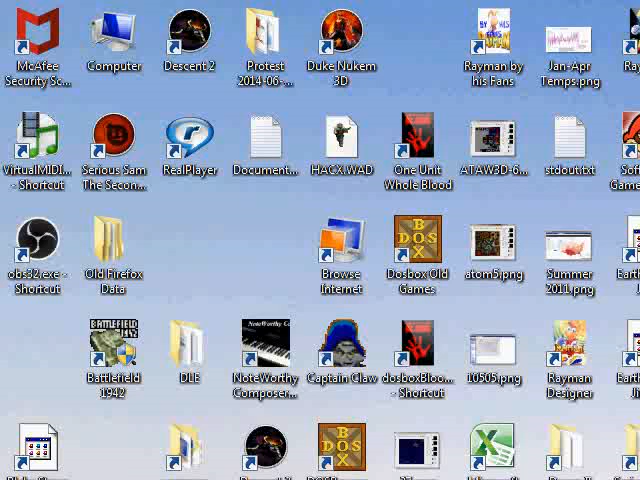 McAfee
Security Sc...
Computer
Descent 2
Protest
2014-06-...
Duke Nukem
3D
Rayman by
his Fans
Jan-Apr
Temps.png
VirtualMIDI...
- Shortcut
Serious Sam
The Secon...
RealPlayer
Document...
HACX.WAD
One Unit
Whole Blood
ATAW3D-6...
stdout.txt
obs32.exe -
Shortcut
Old Firefox
Data
Browse
Internet
Dosbox Old
Games
atom5.png
Summer
2011.png
Battlefield
1942
DLE
NoteWorthy
Composer...
Captain Claw
dosboxBloo...
- Shortcut
10505.png
Rayman
Designer